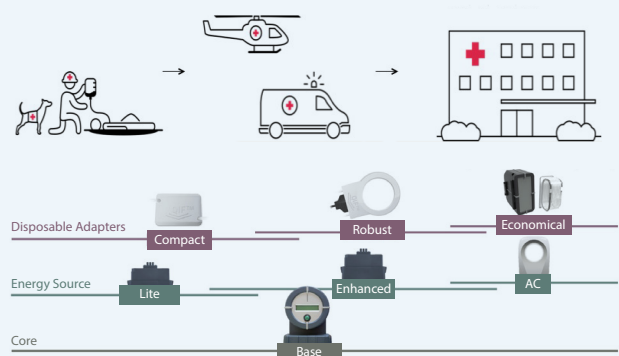 Disposable Adapters
Compact
Robust
Economical
Energy Source
Lite
Enhanced
AC
Core
Base